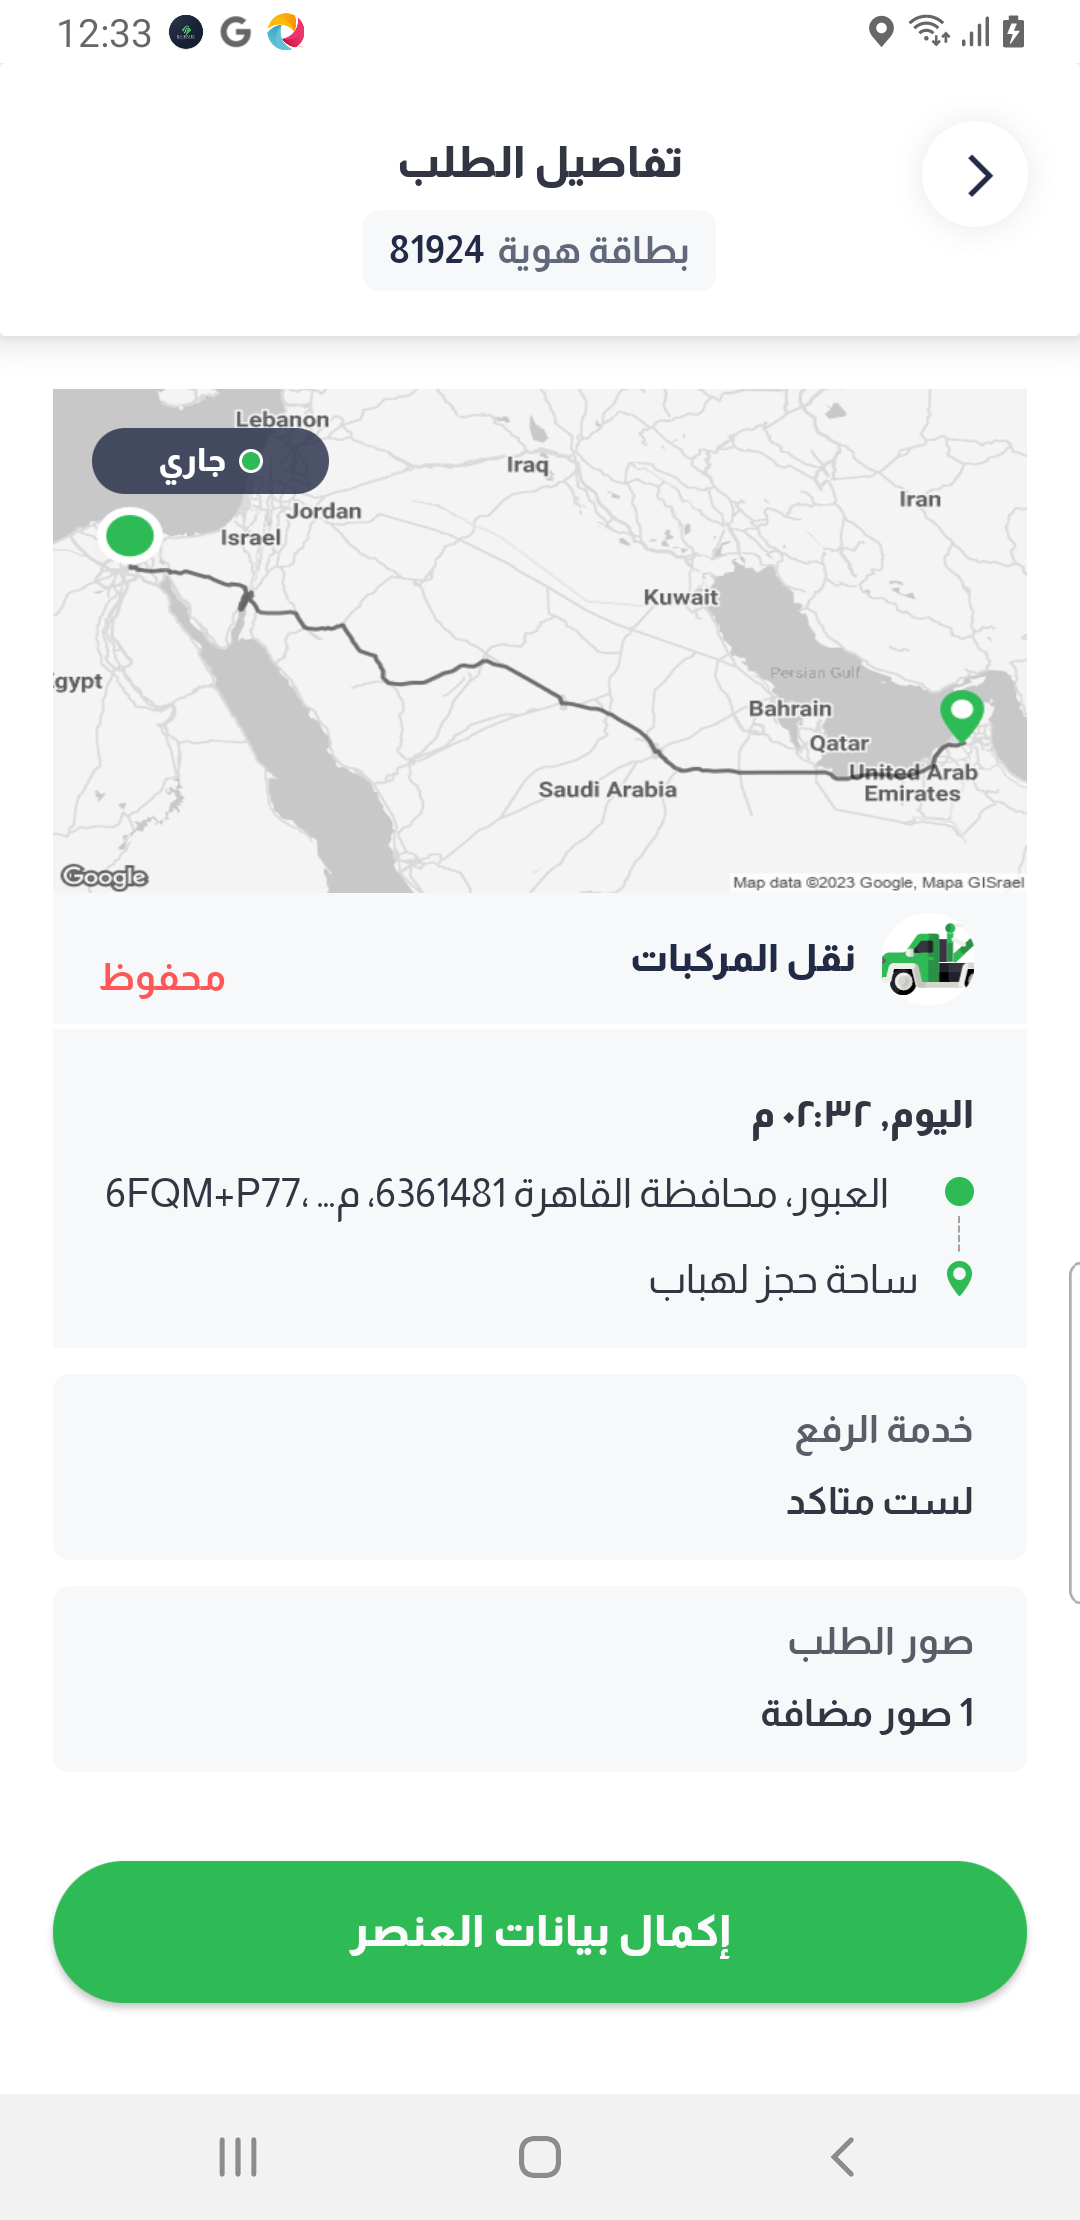 12:33
تفاصيل الطلب
بطاقة هوية 81924
Lebanon
جاري
Iraq
Iran
Jordan
Israel
Kuwait
gypt
Persian Gulf
Bahrain
Qatar
United Arab
Emirates
Saudi Arabia
Google
Map data ©2023 Google, Mapa GISrael
نقل المركبات
محفوظ
اليوم, ٠٢:٣٢ م
العبور، محافظة القاهرة 6361481، م... ،6FQM+P77
ساحة حجز لهباب
خدمة الرفع
لست متاكد
صور الطلب
1 صور مضافة
إكمال بيانات العنصر